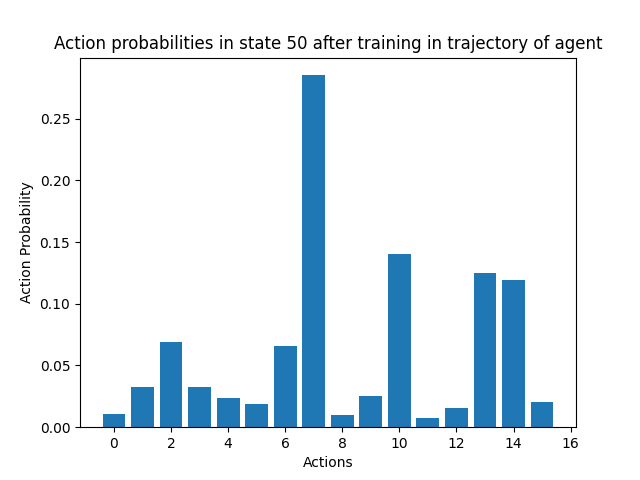 Action probabilities in state 50 after training in trajectory of agent
Action Probability
0.25
0.20
0.15
0.10
0.05
0.00
0 2 4 6 8 10 12 14 16
Actions